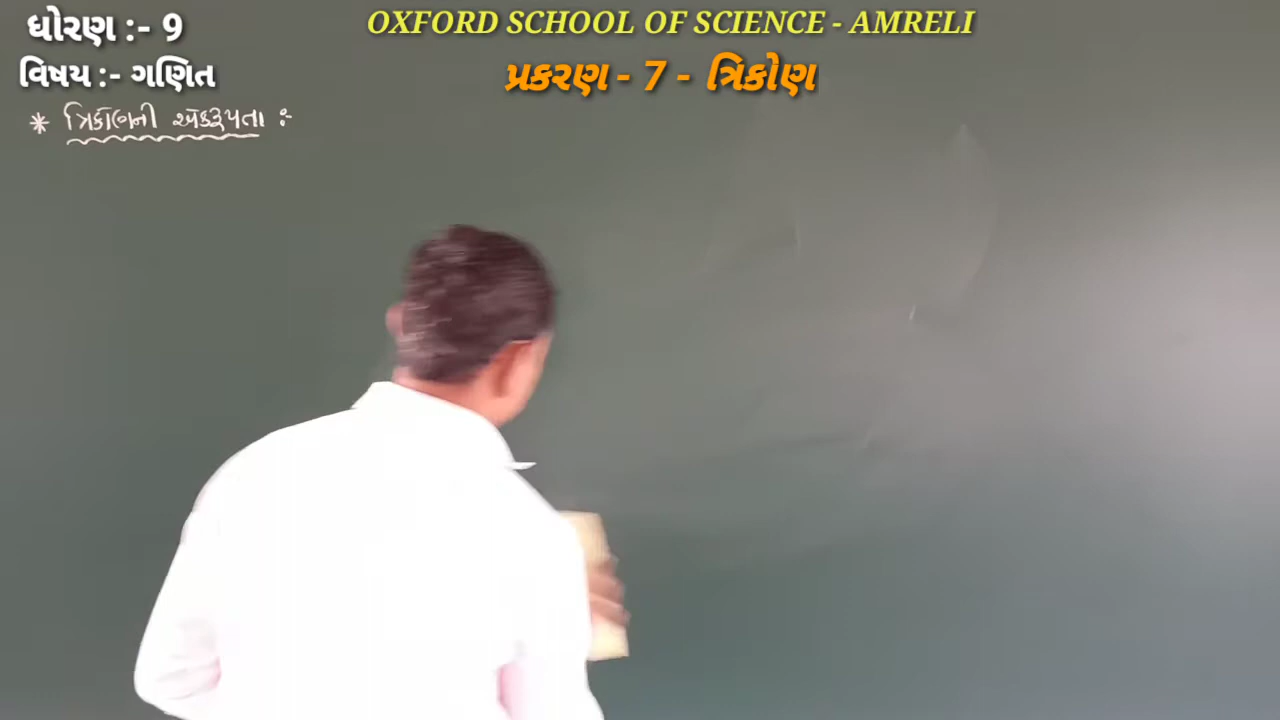 ધોરણ :- 9
OXFORD SCHOOL OF SCIENCE - AMRELI
વિષય :- ગણિત
પ્રકરણ - 7 - ત્રિકોણ
* ત્રિકોણની એકરૂપતા :-